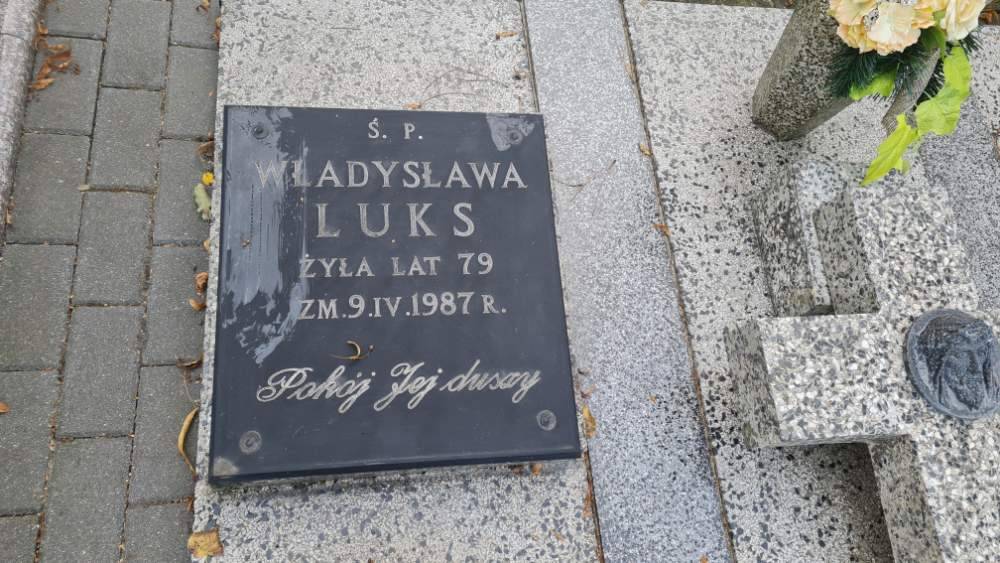 Ś. P.
WŁADYSŁAWA
LUKS
ŻYŁA LAT 79
ZM.9.IV.1987 R.
Pokój Jej duszy